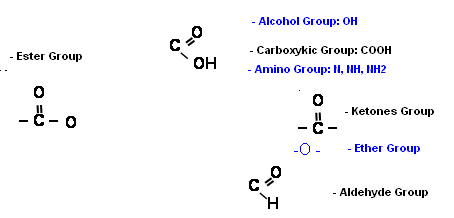 - Alcohol Group: OH
O
C
OH
- Carboxykic Group: COOH
- Ester Group
- Amino Group: N, NH, NH2
O
- C - O
O
- Ketones Group
- C -
- O -
- Ether Group
O
C
- Aldehyde Group
H